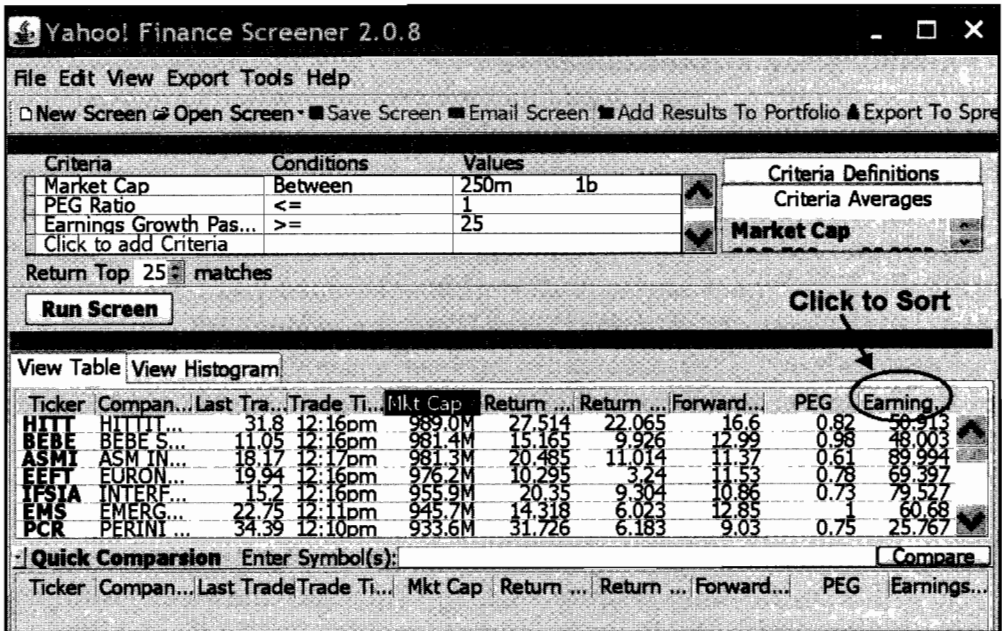 Yahoo! Finance Screener 2.0.8
File Edit View Export Tools Help
New Screen Open Screen Save Screen Email Screen Add Results To Portfolio Export To Spre
Criteria Conditions Values
Market Cap Between 250m 1b
PEG Ratio <= 1
Earnings Growth Pas... >= 25
Click to add Criteria
Criteria Definitions
Criteria Averages
Market Cap
Return Top 25 matches
Run Screen
Click to Sort
View Table View Histogram
Ticker Compan... Last Tra... Trade Ti... Mkt Cap Return ... Return ... Forward... PEG Earning...
HITT HITTIT... 31.8 12:16pm 989.0M 27.514 22.065 16.6 0.82 50.913
BEBE BEBE S... 11.05 12:16pm 981.4M 15.165 9.926 12.99 0.98 48.003
ASMI ASM IN... 18.17 12:17pm 981.3M 20.485 11.014 11.37 0.61 89.994
EEFT EURON... 19.94 12:16pm 976.2M 10.295 3.24 11.53 0.78 69.397
IFSIA INTERF... 15.2 12:16pm 955.9M 20.35 9.304 10.86 0.73 79.527
EMS EMERG... 22.75 12:11pm 945.7M 14.318 6.023 12.85 1 60.68
PCR PERINI 34.39 12:10pm 933.6M 31.726 6.183 9.03 0.75 25.767
Quick Comparsion Enter Symbol(s): Compare
Ticker Compan... Last Trade Trade Ti... Mkt Cap Return ... Return ... Forward... PEG Earnings...